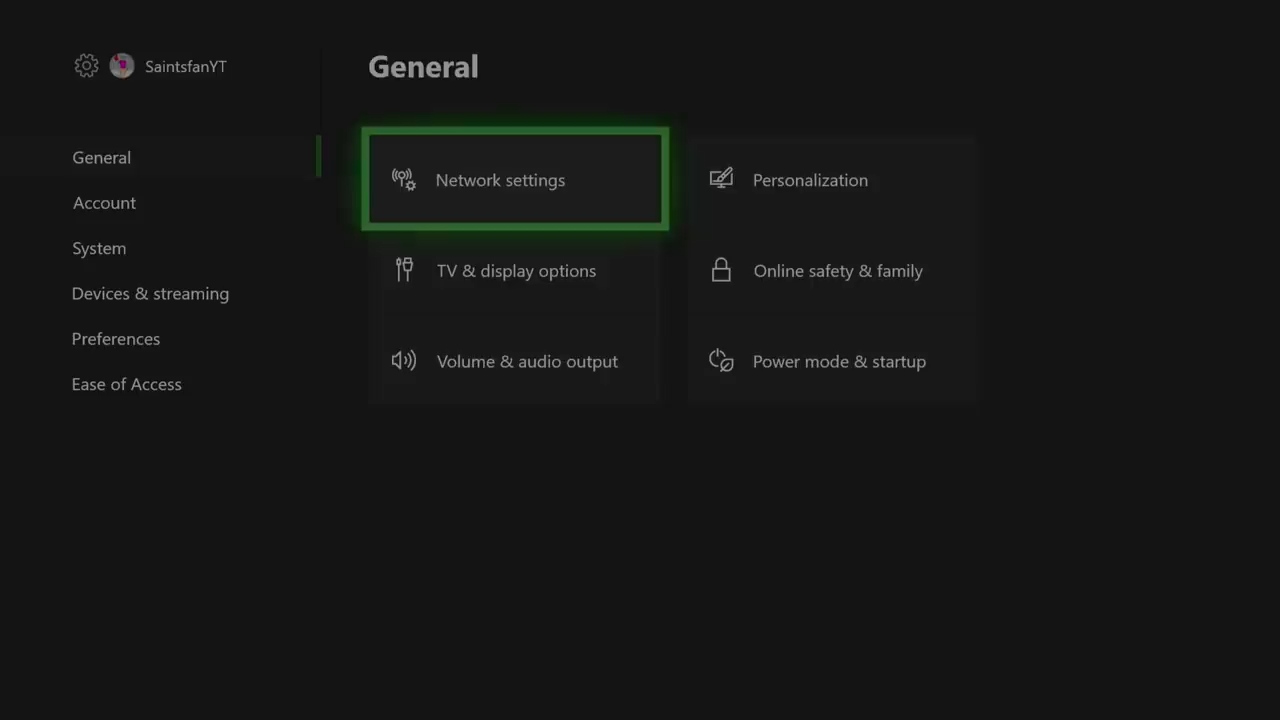 SaintsfanYT
General
Account
System
Devices & streaming
Preferences
Ease of Access
General
Network settings
Personalization
TV & display options
Online safety & family
Volume & audio output
Power mode & startup